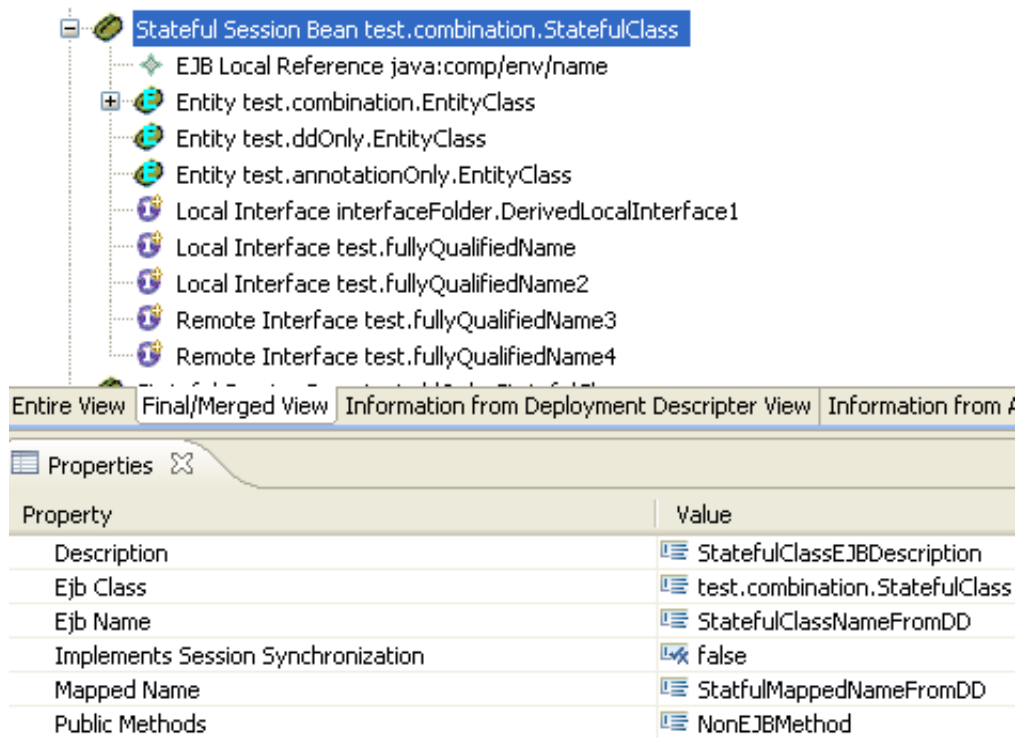 Stateful Session Bean test.combination.StatefulClass
EJB Local Reference java:comp/env/name
Entity test.combination.EntityClass
Entity test.ddOnly.EntityClass
Entity test.annotationOnly.EntityClass
Local Interface interfaceFolder.DerivedLocalInterface1
Local Interface test.fullyQualifiedName
Local Interface test.fullyQualifiedName2
Remote Interface test.fullyQualifiedName3
Remote Interface test.fullyQualifiedName4
Entire View Final/Merged View Information from Deployment Descripter View Information from A
Properties
Property Value
Description StatefulClassEJBDescription
Ejb Class test.combination.StatefulClass
Ejb Name StatefulClassNameFromDD
Implements Session Synchronization false
Mapped Name StatfulMappedNameFromDD
Public Methods NonEJBMethod